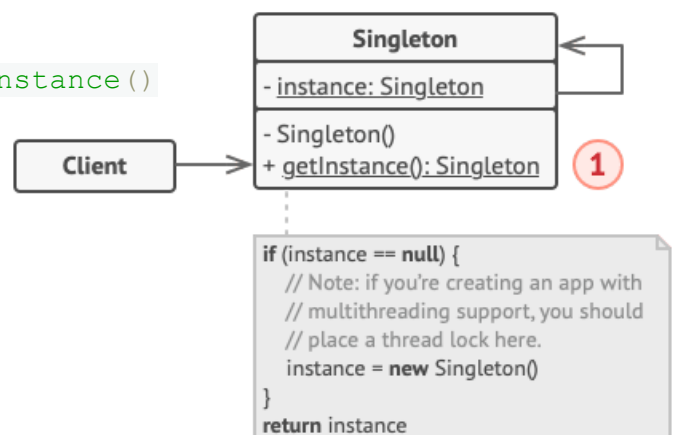 Singleton
nstance()
- instance: Singleton
- Singleton()
+ getInstance(): Singleton
1
Client
if (instance == null) {
// Note: if you're creating an app with
// multithreading support, you should
// place a thread lock here.
instance = new Singleton()
}
return instance